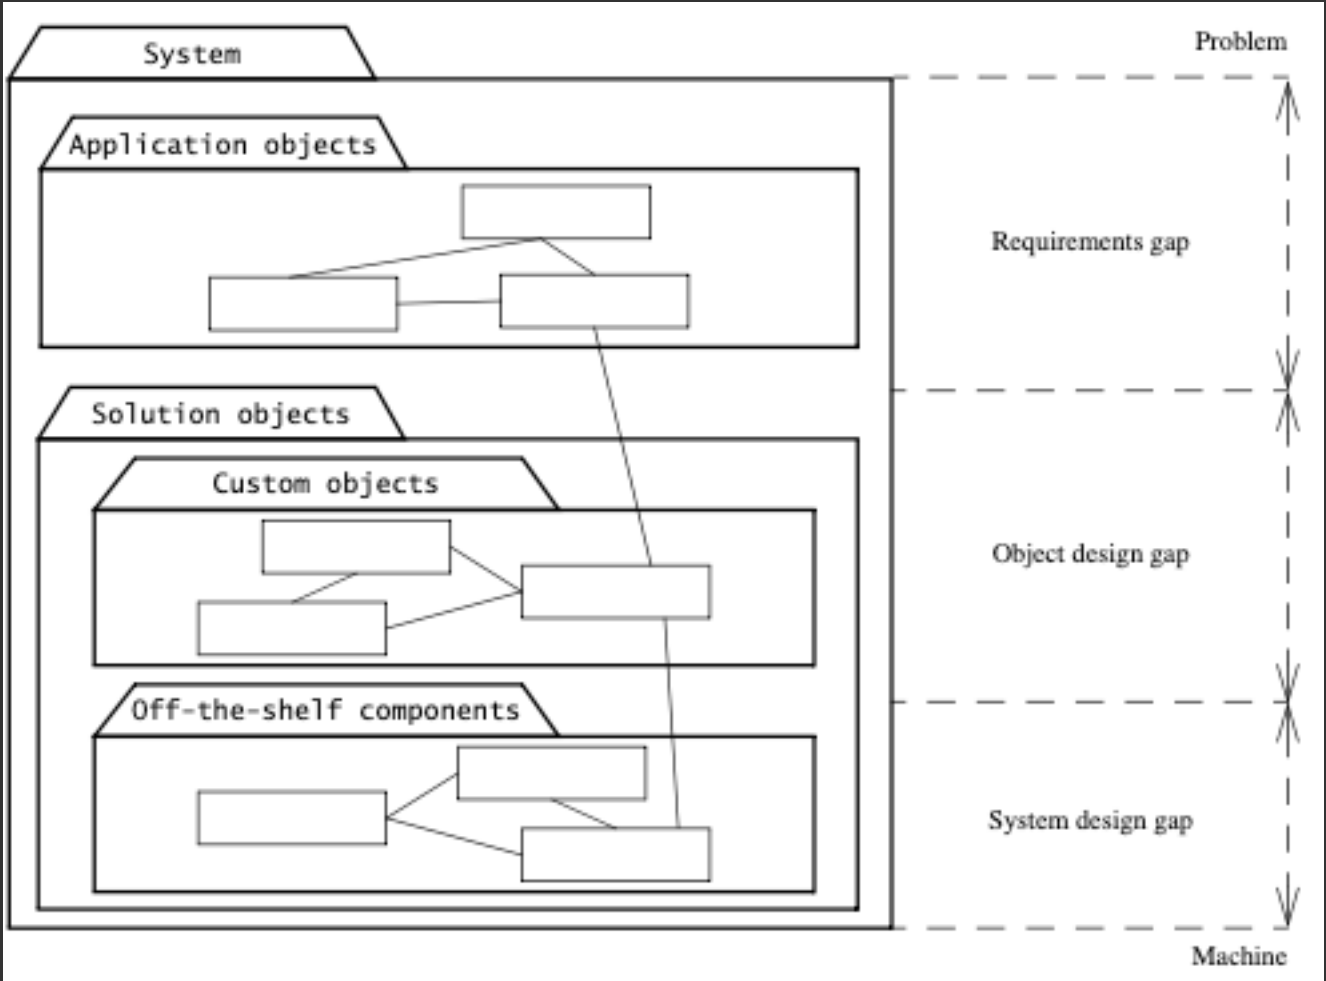 System
Problem
Application objects
Requirements gap
Solution objects
Custom objects
Object design gap
Off-the-shelf components
System design gap
Machine